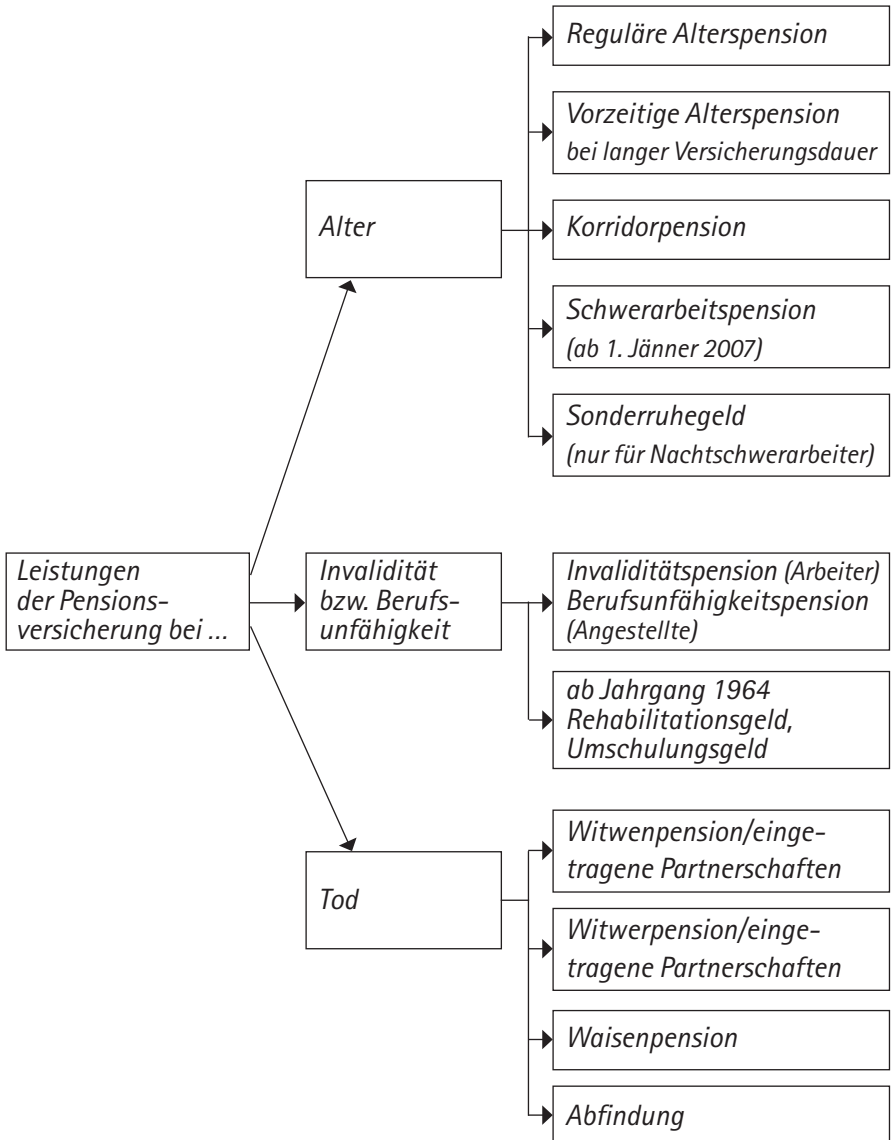 Reguläre Alterspension
Vorzeitige Alterspension
bei langer Versicherungsdauer
Alter
Korridorpension
Schwerarbeitspension
(ab 1. Jänner 2007)
Sonderruhegeld
(nur für Nachtschwerarbeiter)
Leistungen
der Pensions-
versicherung bei ...
Invalidität
bzw. Berufs-
unfähigkeit
Invaliditätspension (Arbeiter)
Berufsunfähigkeitspension
(Angestellte)
ab Jahrgang 1964
Rehabilitationsgeld,
Umschulungsgeld
Tod
Witwenpension/einge-
tragene Partnerschaften
Witwerpension/einge-
tragene Partnerschaften
Waisenpension
Abfindung